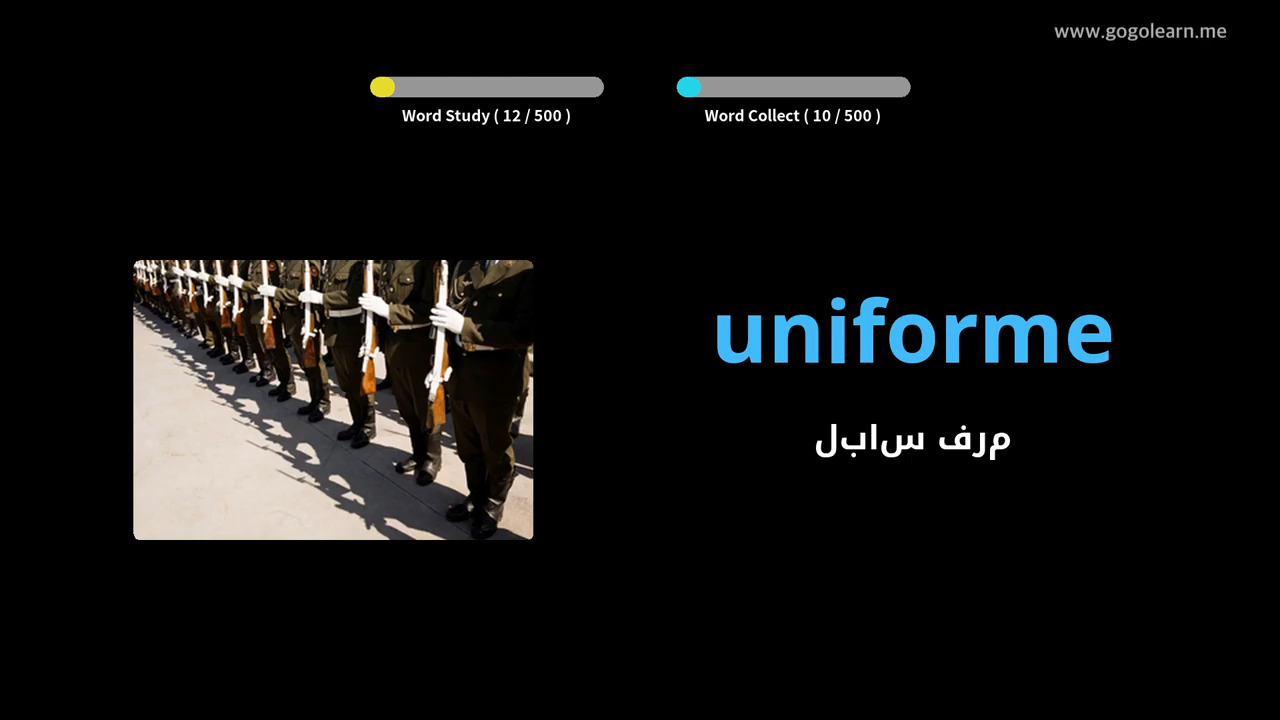 www.gogolearn.me
Word Study ( 12 / 500 )
Word Collect ( 10 / 500 )
uniforme
مرف سابل